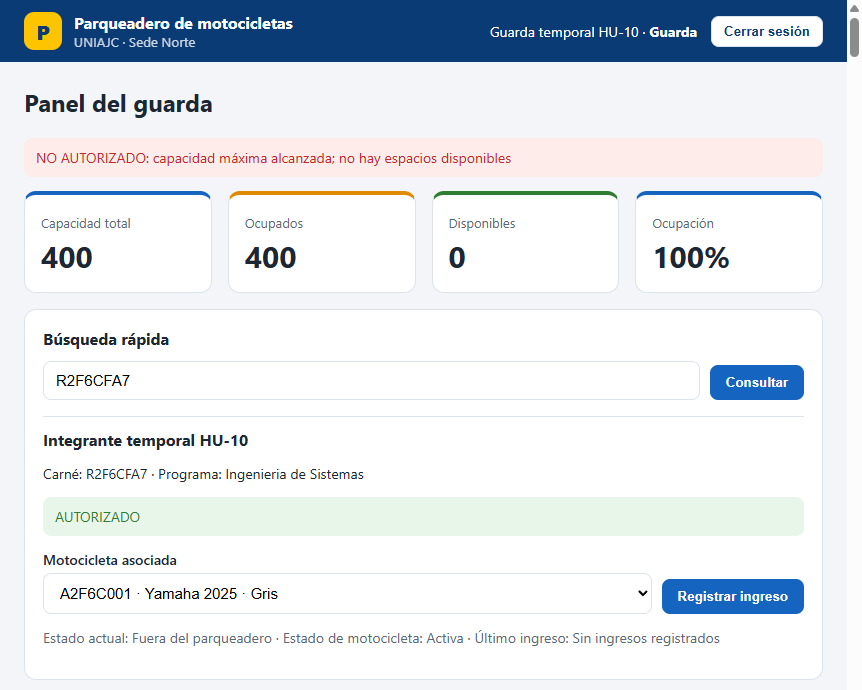 P
Parqueadero de motocicletas
UNIAJC · Sede Norte
Guarda temporal HU-10 · Guarda
Cerrar sesión
Panel del guarda
NO AUTORIZADO: capacidad máxima alcanzada; no hay espacios disponibles
Capacidad total
400
Ocupados
400
Disponibles
0
Ocupación
100%
Búsqueda rápida
R2F6CFA7
Consultar
Integrante temporal HU-10
Carné: R2F6CFA7 · Programa: Ingenieria de Sistemas
AUTORIZADO
Motocicleta asociada
A2F6C001 · Yamaha 2025 · Gris
Registrar ingreso
Estado actual: Fuera del parqueadero · Estado de motocicleta: Activa · Último ingreso: Sin ingresos registrados